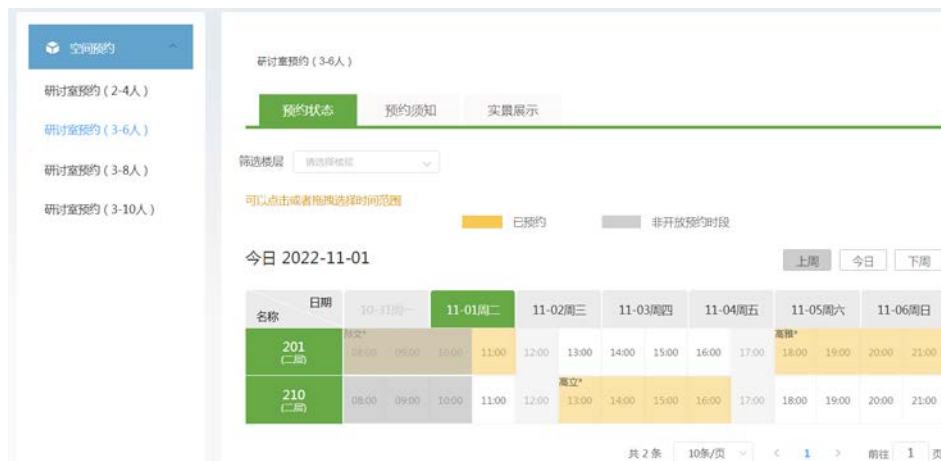 空间预约
研讨室预约（2-4人）
研讨室预约（3-6人）
研讨室预约（3-8人）
研讨室预约（3-10人）
研讨室预约（3-6人）
预约状态 预约须知 实景展示
筛选楼层 请选择楼层
可以点击或者拖拽选择时间范围
已预约 非开放预约时段
今日 2022-11-01 上周 今日 下周
日期 名称 10-31周一 11-01周二 11-02周三 11-03周四 11-04周五 11-05周六 11-06周日
高雅*
201 08:00 09:00 10:00 11:00 12:00 13:00 14:00 15:00 16:00 17:00 18:00 19:00 20:00 21:00
(二层)
高立*
210 08:00 09:00 10:00 11:00 12:00 13:00 14:00 15:00 16:00 17:00 18:00 19:00 20:00 21:00
(二层)
共 2 条 10条/页 < 1 > 前往 1 页